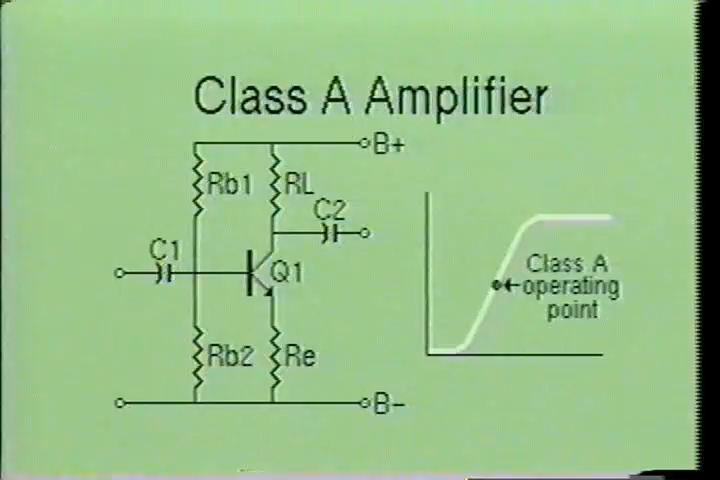 Class A Amplifier
B+
Rb1
RL
C2
C1
Q1
Class A
operating
point
Rb2
Re
B-